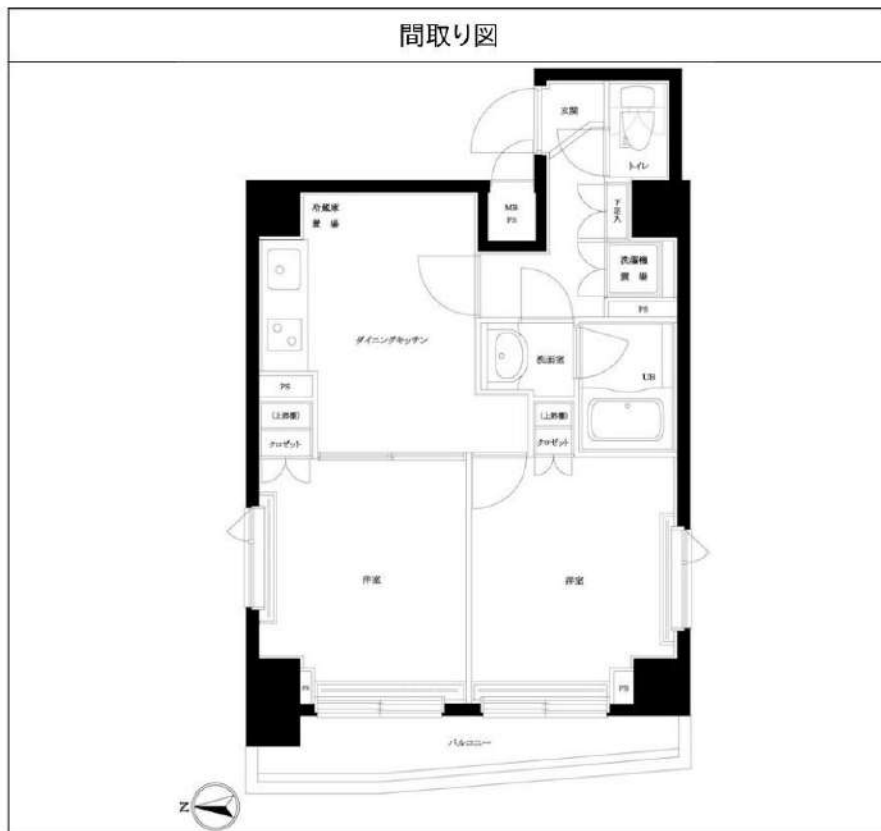 間取り図
玄関
トイレ
冷蔵庫
置場
MB
PS
下足入
洗濯機
置場
PS
ダイニングキッチン
洗面室
UB
PS
(上部棚)
クロゼット
(上部棚)
クロゼット
洋室
洋室
PS
PS
バルコニー
N